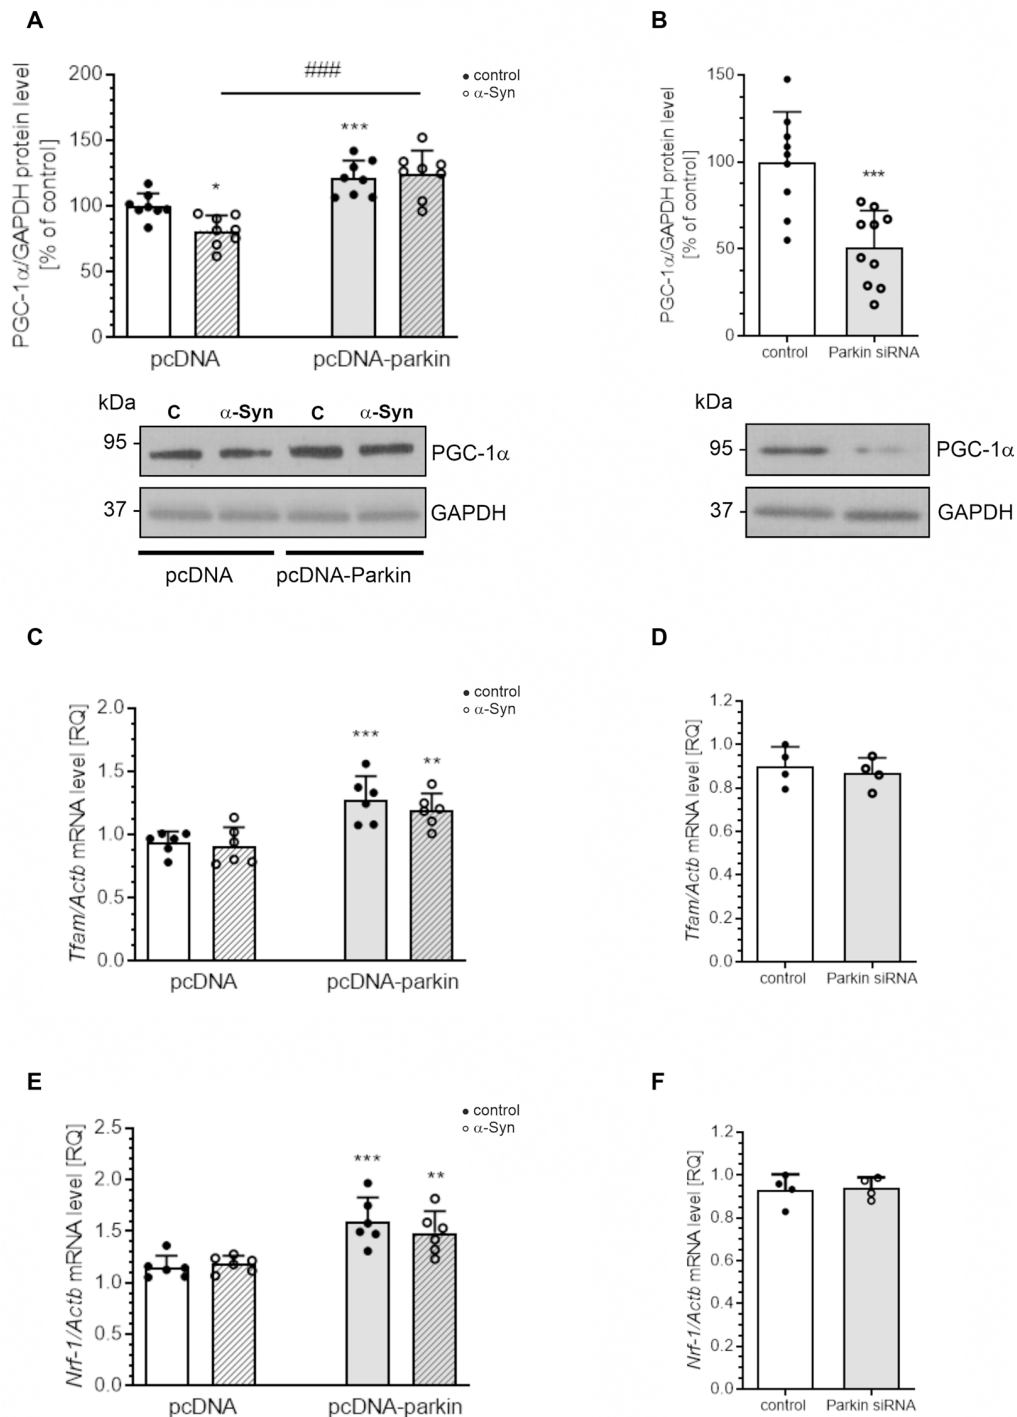 A
PGC-1α/GAPDH protein level
[% of control]
200
150
100
50
0
###
***
*
● control
○ α-Syn
pcDNA
pcDNA-parkin
kDa
C
α-Syn
C
α-Syn
95
PGC-1α
37
GAPDH
pcDNA
pcDNA-Parkin
B
PGC-1α/GAPDH protein level
[% of control]
150
100
50
0
***
control
Parkin siRNA
kDa
95
PGC-1α
37
GAPDH
C
Tfam/Actb mRNA level [RQ]
2.0
1.5
1.0
0.5
0.0
***
**
● control
○ α-Syn
pcDNA
pcDNA-parkin
D
Tfam/Actb mRNA level [RQ]
1.2
1.0
0.8
0.6
0.4
0.2
0.0
control
Parkin siRNA
E
Nrf-1/Actb mRNA level [RQ]
2.5
2.0
1.5
1.0
0.5
0.0
***
**
● control
○ α-Syn
pcDNA
pcDNA-parkin
F
Nrf-1/Actb mRNA level [RQ]
1.2
1.0
0.8
0.6
0.4
0.2
0.0
control
Parkin siRNA